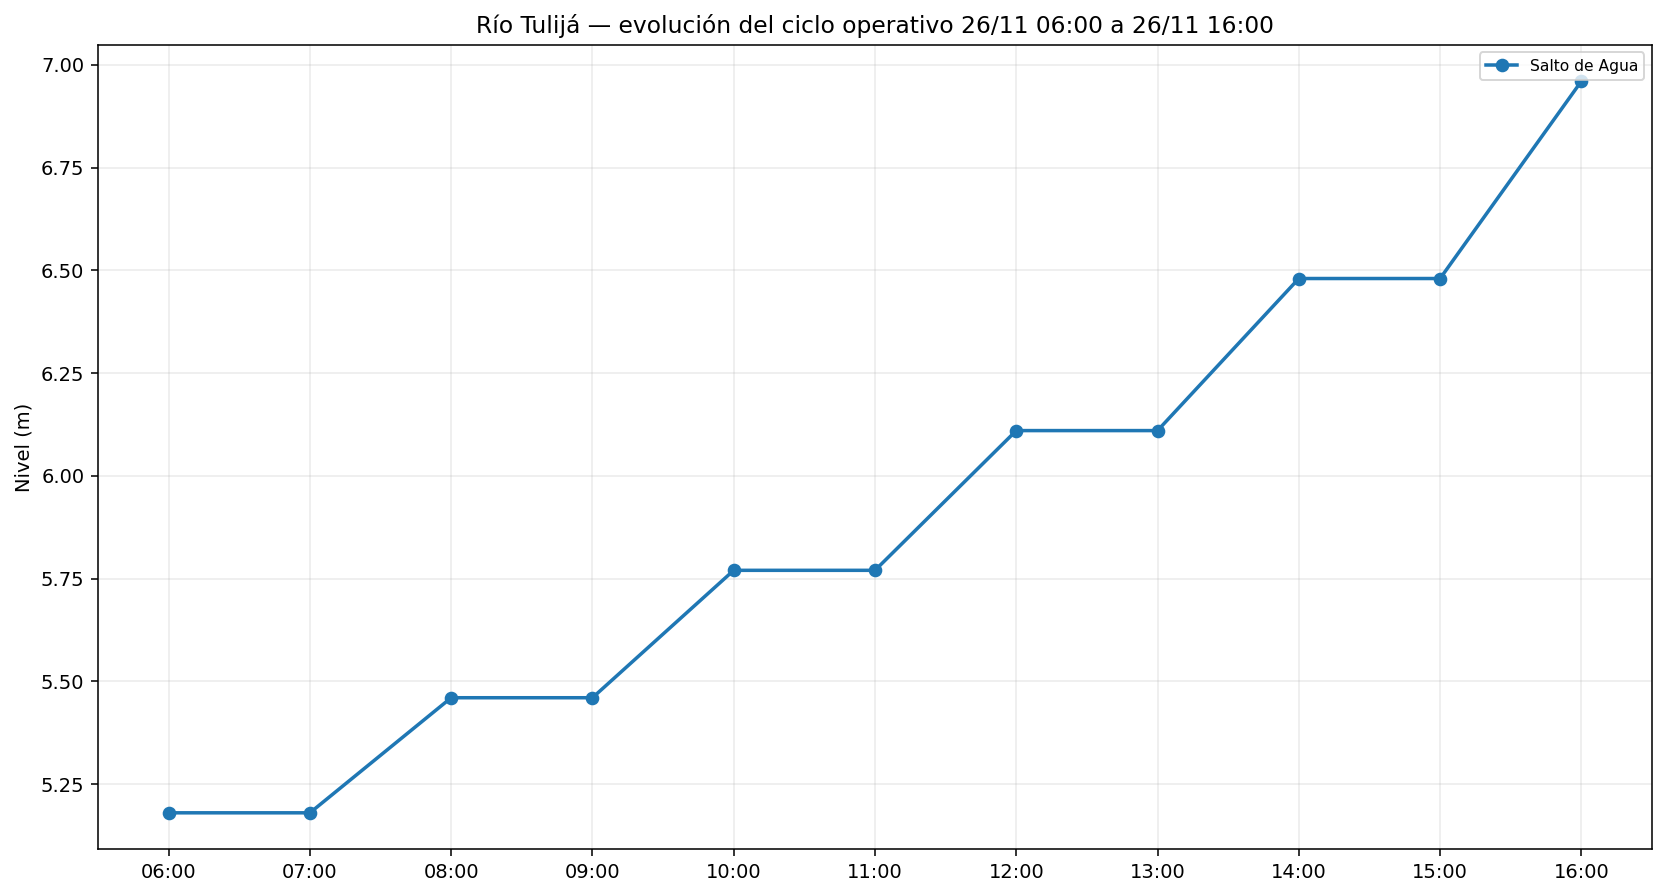 Río Tulijá — evolución del ciclo operativo 26/11 06:00 a 26/11 16:00
Salto de Agua
Nivel (m)
7.00
6.75
6.50
6.25
6.00
5.75
5.50
5.25
06:00 07:00 08:00 09:00 10:00 11:00 12:00 13:00 14:00 15:00 16:00